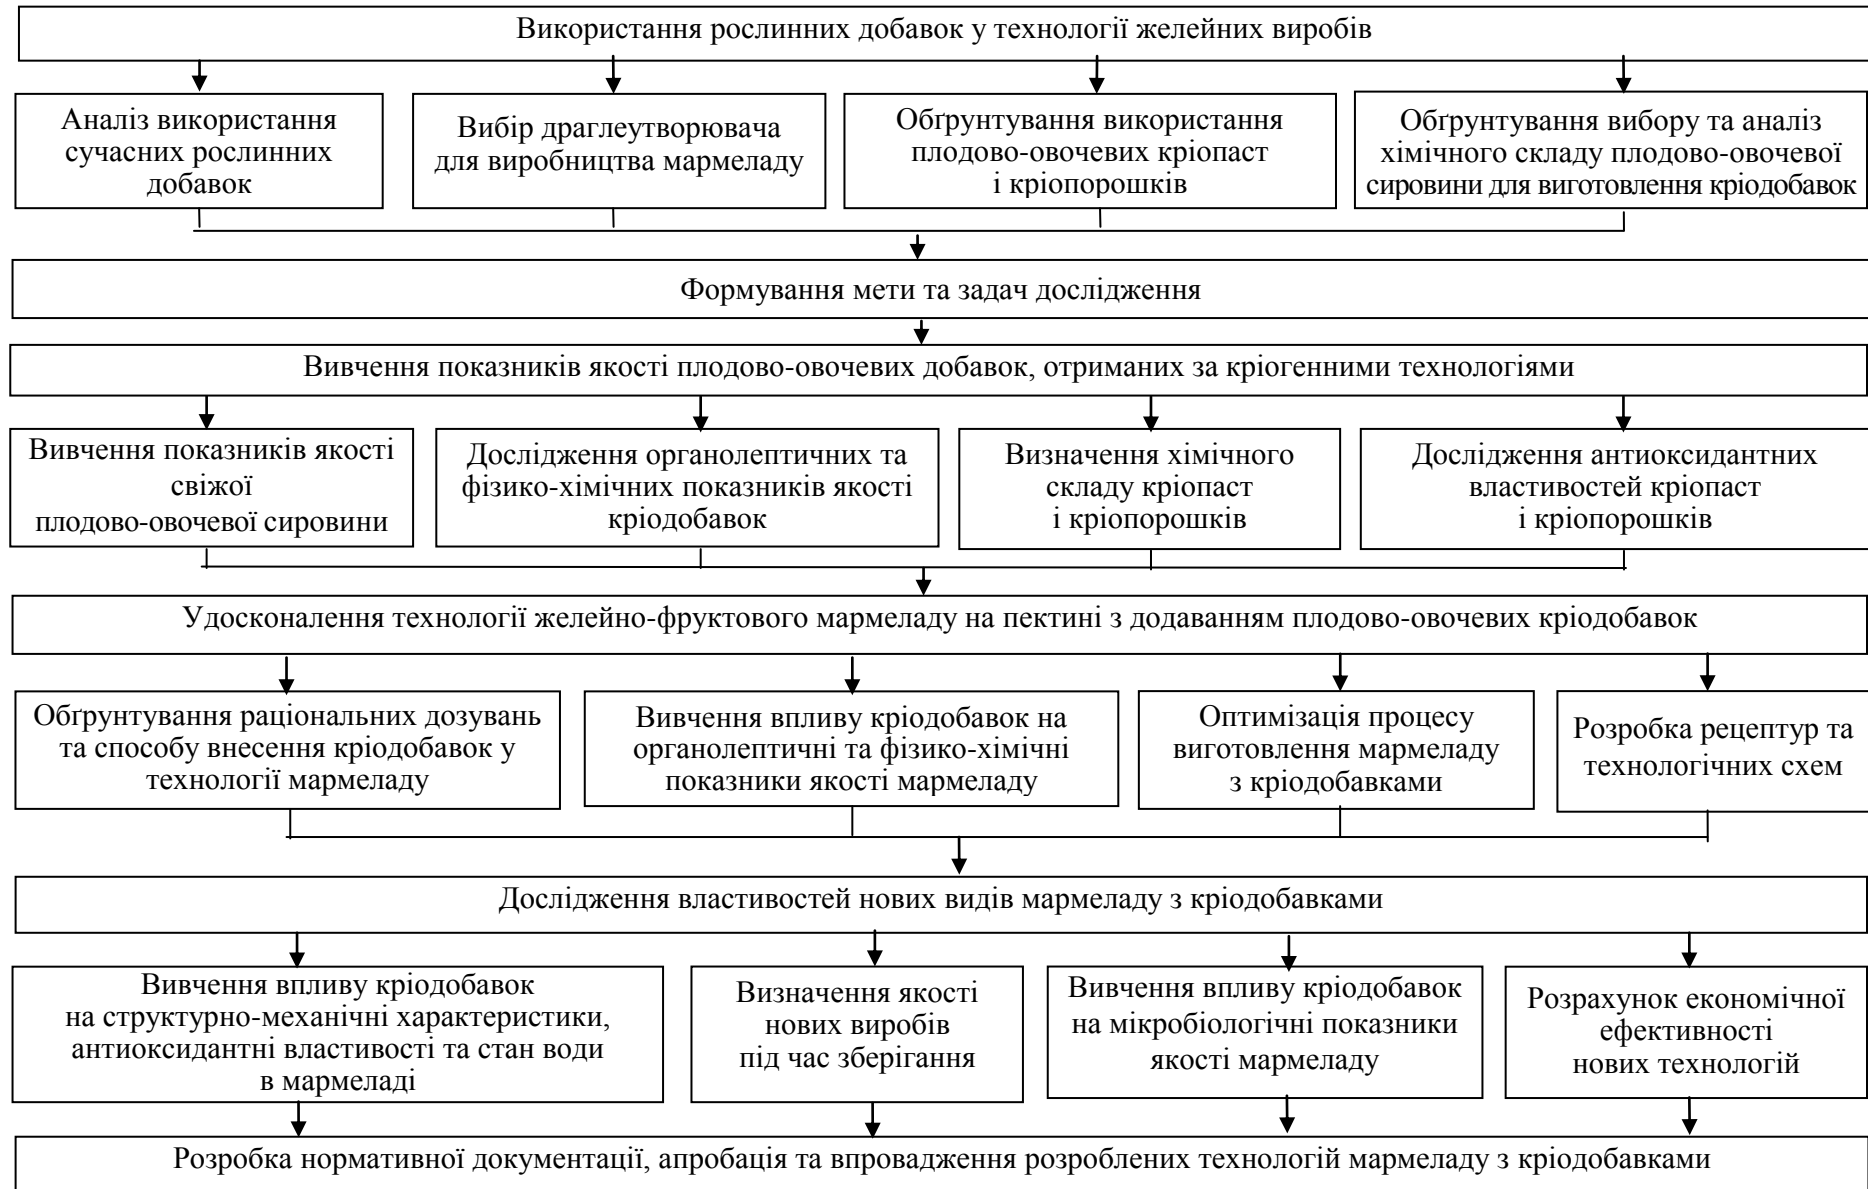 Використання рослинних добавок у технології желейних виробів
Аналіз використання
сучасних рослинних
добавок
Вибір драглеутворювача
для виробництва мармеладу
Обґрунтування використання
плодово-овочевих кріопаст
і кріопорошків
Обґрунтування вибору та аналіз
хімічного складу плодово-овочевої
сировини для виготовлення кріодобавок
Формування мети та задач дослідження
Вивчення показників якості плодово-овочевих добавок, отриманих за кріогенними технологіями
Вивчення показників якості
свіжої
плодово-овочевої сировини
Дослідження органолептичних та
фізико-хімічних показників якості
кріодобавок
Визначення хімічного
складу кріопаст
і кріопорошків
Дослідження антиоксидантних
властивостей кріопаст
і кріопорошків
Удосконалення технології желейно-фруктового мармеладу на пектині з додаванням плодово-овочевих кріодобавок
Обґрунтування раціональних дозувань
та способу внесення кріодобавок у
технології мармеладу
Вивчення впливу кріодобавок на
органолептичні та фізико-хімічні
показники якості мармеладу
Оптимізація процесу
виготовлення мармеладу
з кріодобавками
Розробка рецептур та
технологічних схем
Дослідження властивостей нових видів мармеладу з кріодобавками
Вивчення впливу кріодобавок
на структурно-механічні характеристики,
антиоксидантні властивості та стан води
в мармеладі
Визначення якості
нових виробів
під час зберігання
Вивчення впливу кріодобавок
на мікробіологічні показники
якості мармеладу
Розрахунок економічної
ефективності
нових технологій
Розробка нормативної документації, апробація та впровадження розроблених технологій мармеладу з кріодобавками